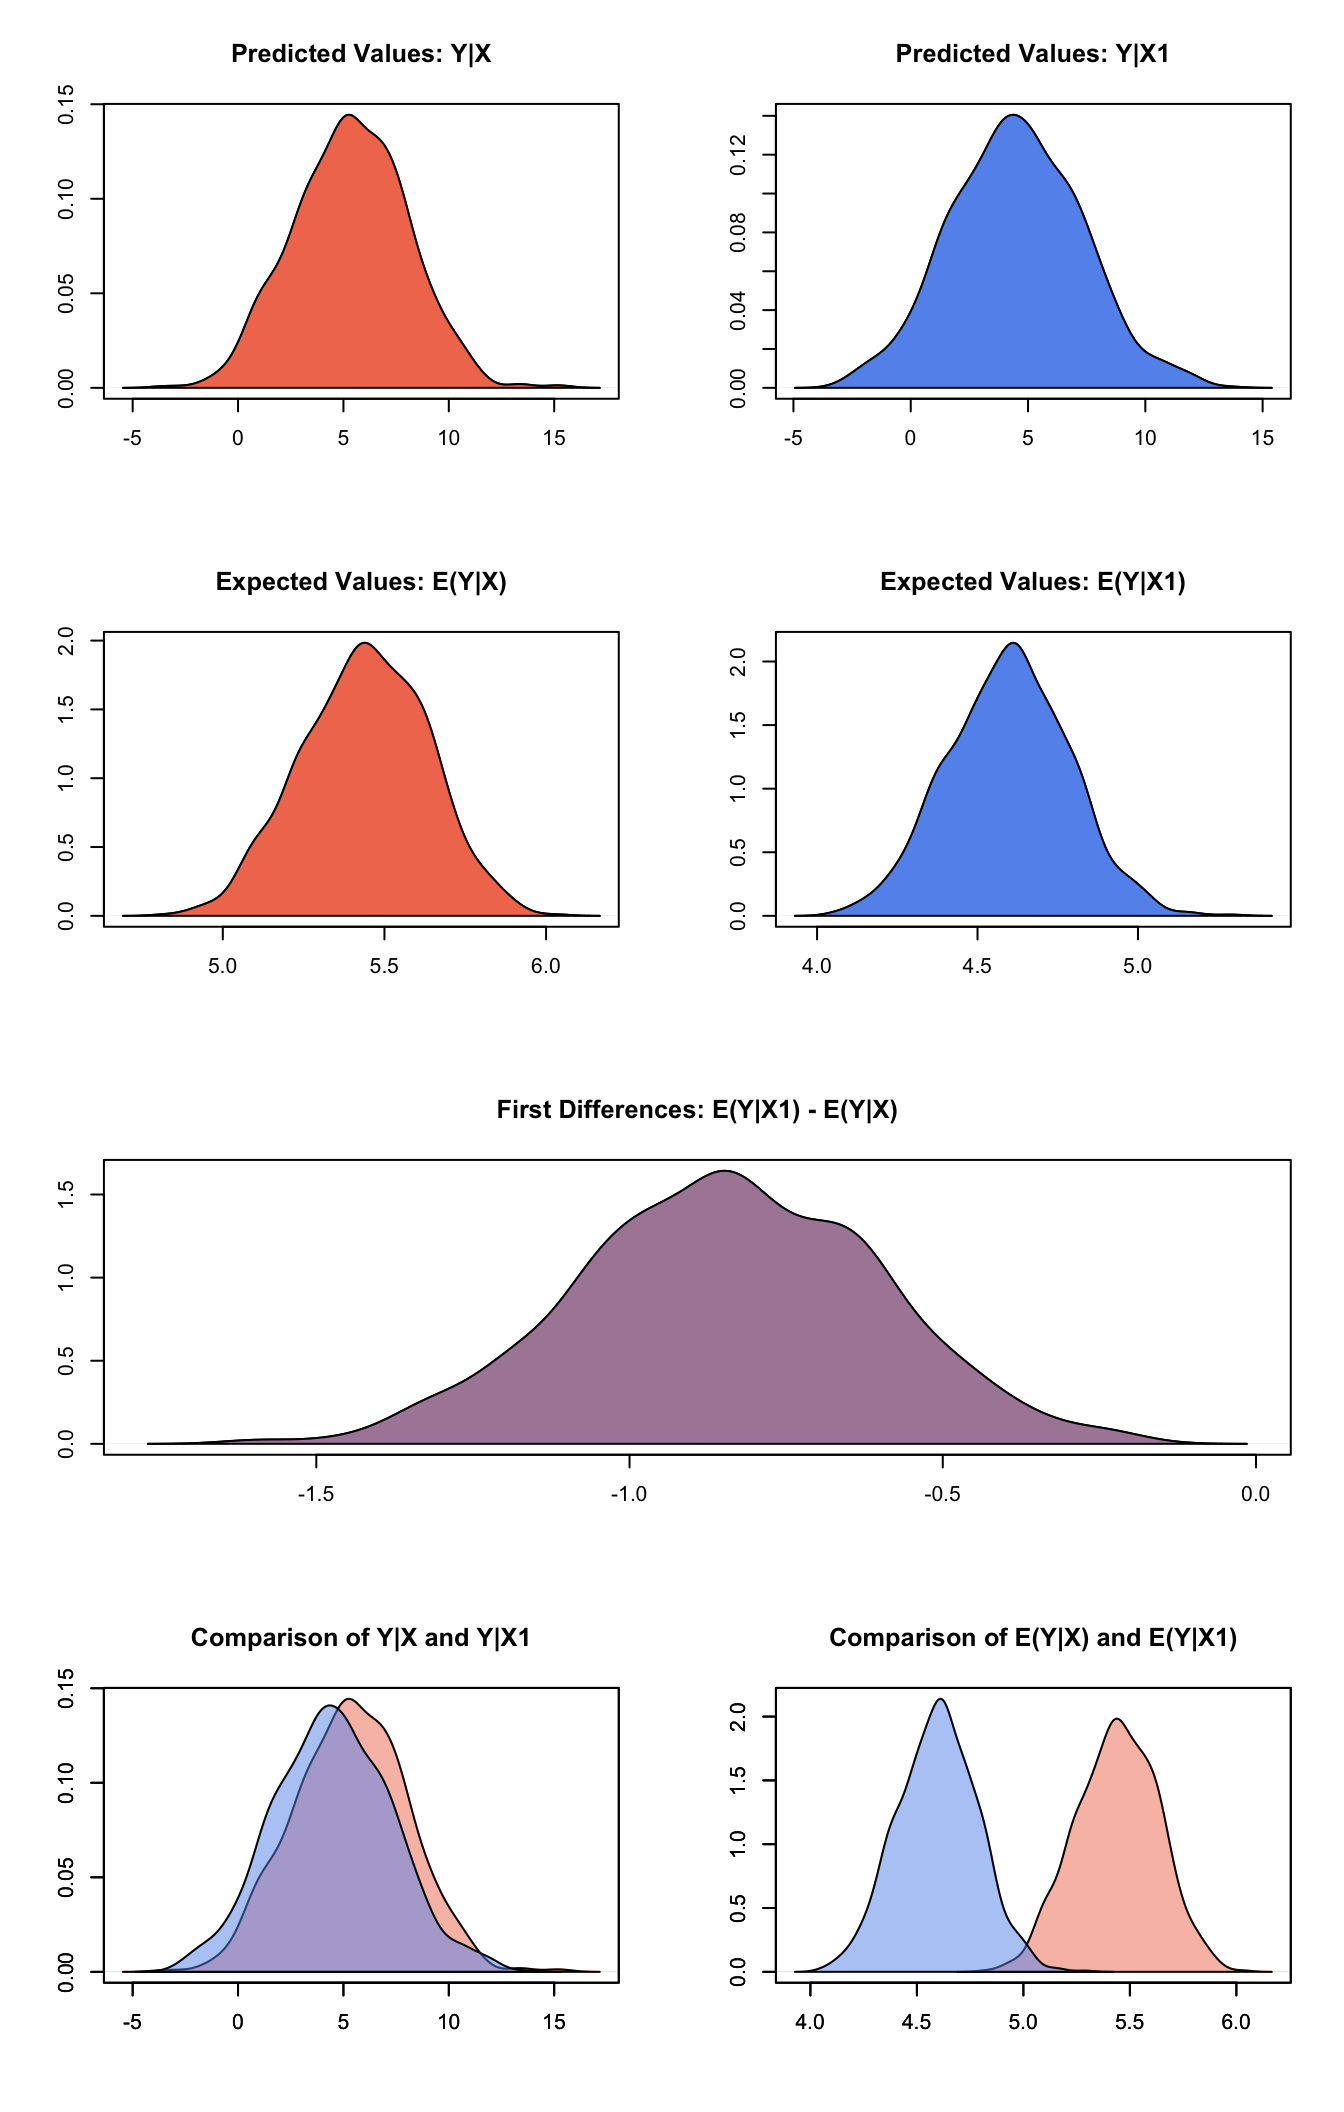 Predicted Values: Y|X
0.15
0.10
0.05
0.00
-5 0 5 10 15
Predicted Values: Y|X1
0.12
0.08
0.04
0.00
-5 0 5 10 15
Expected Values: E(Y|X)
2.0
1.5
1.0
0.5
0.0
5.0 5.5 6.0
Expected Values: E(Y|X1)
2.0
1.5
1.0
0.5
0.0
4.0 4.5 5.0
First Differences: E(Y|X1) - E(Y|X)
1.5
1.0
0.5
0.0
-1.5 -1.0 -0.5 0.0
Comparison of Y|X and Y|X1
0.15
0.10
0.05
0.00
-5 0 5 10 15
Comparison of E(Y|X) and E(Y|X1)
2.0
1.5
1.0
0.5
0.0
4.0 4.5 5.0 5.5 6.0